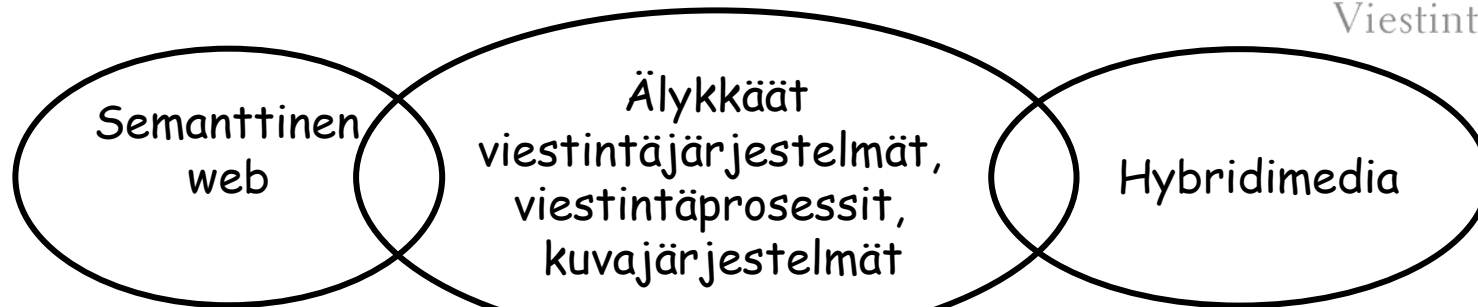 Viestint
Semanttinen
web
Älykkäät
viestintäjärjestelmät,
viestintäprosessit,
kuvajärjestelmät
Hybridimedia